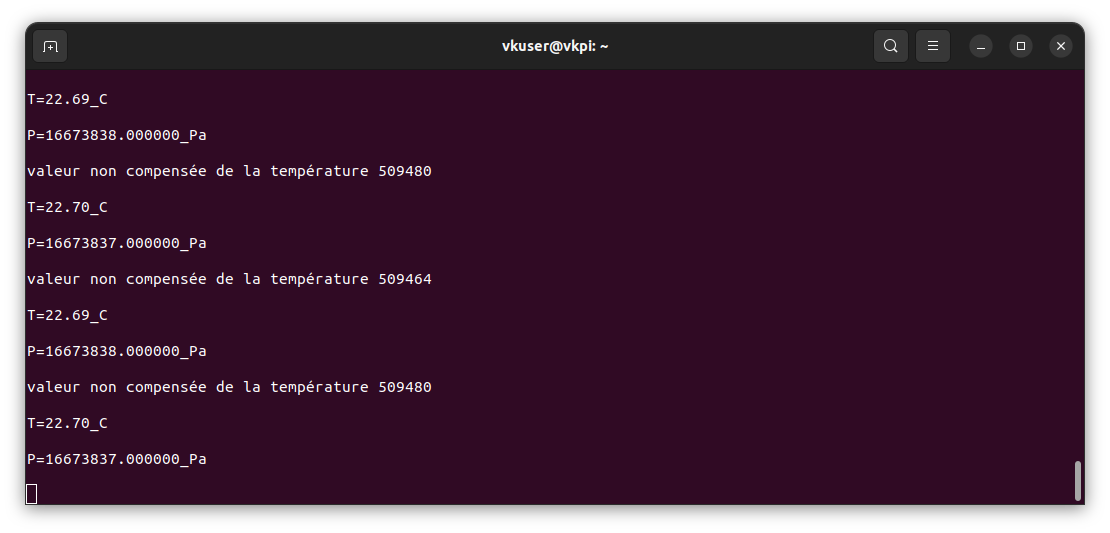 vkuser@vkpi: ~
T=22.69_C
P=16673838.000000_Pa
valeur non compensée de la température 509480
T=22.70_C
P=16673837.000000_Pa
valeur non compensée de la température 509464
T=22.69_C
P=16673838.000000_Pa
valeur non compensée de la température 509480
T=22.70_C
P=16673837.000000_Pa